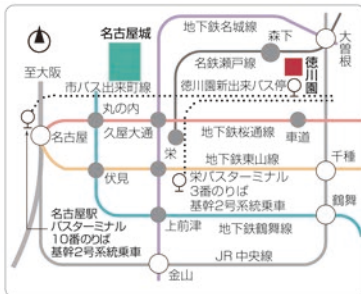 名古屋城
地下鉄名城線
森下
大曽根
名鉄瀬戸線
徳川園
至大阪
市バス出来町線
徳川園新出来バス停
丸の内
名古屋
久屋大通
栄
地下鉄桜通線
車道
地下鉄東山線
千種
伏見
栄バスターミナル
3番のりば
基幹2号系統乗車
名古屋駅
バスターミナル
10番のりば
基幹2号系統乗車
上前津
鶴舞
地下鉄鶴舞線
JR中央線
金山